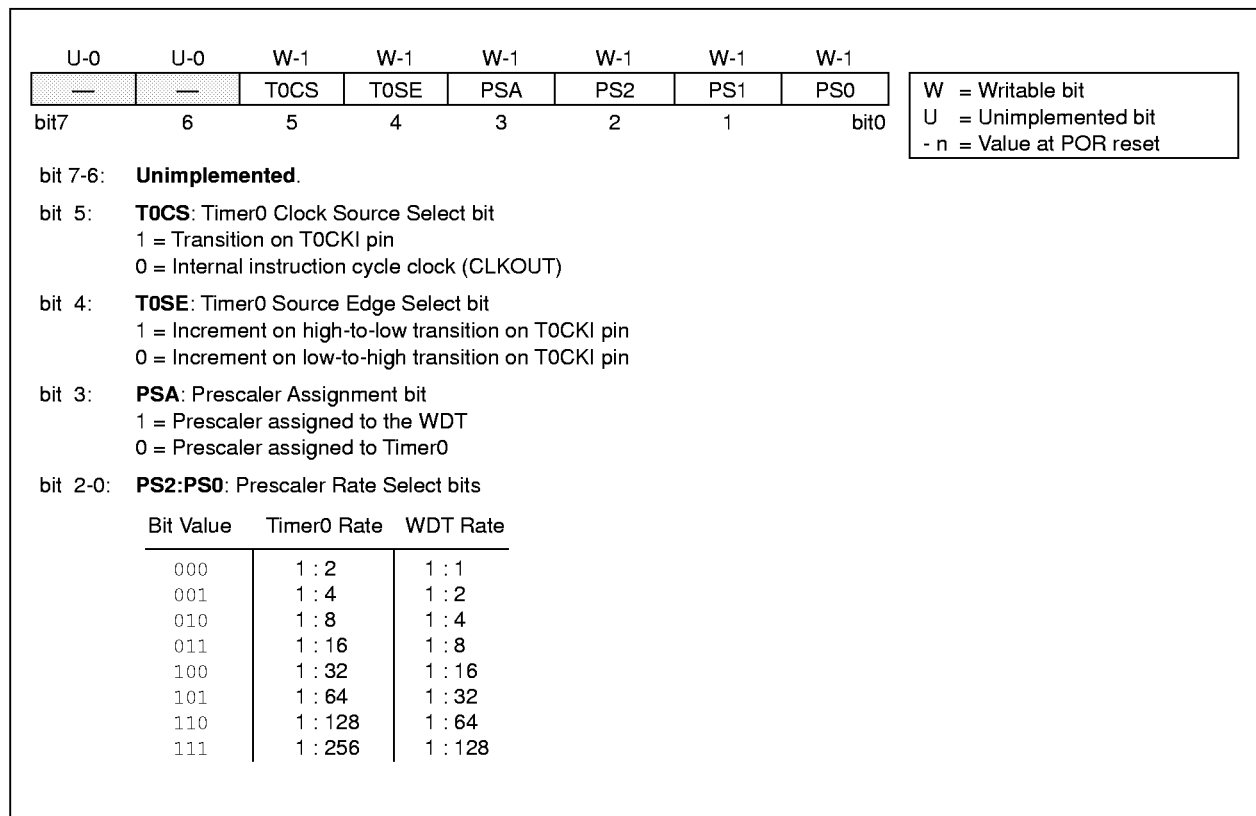 U-0 U-0 W-1 W-1 W-1 W-1 W-1 W-1
— — T0CS T0SE PSA PS2 PS1 PS0
bit7 6 5 4 3 2 1 bit0
W = Writable bit
U = Unimplemented bit
- n = Value at POR reset
bit 7-6: Unimplemented.
bit 5: T0CS: Timer0 Clock Source Select bit
1 = Transition on T0CKI pin
0 = Internal instruction cycle clock (CLKOUT)
bit 4: T0SE: Timer0 Source Edge Select bit
1 = Increment on high-to-low transition on T0CKI pin
0 = Increment on low-to-high transition on T0CKI pin
bit 3: PSA: Prescaler Assignment bit
1 = Prescaler assigned to the WDT
0 = Prescaler assigned to Timer0
bit 2-0: PS2:PS0: Prescaler Rate Select bits
Bit Value Timer0 Rate WDT Rate
000 1 : 2 1 : 1
001 1 : 4 1 : 2
010 1 : 8 1 : 4
011 1 : 16 1 : 8
100 1 : 32 1 : 16
101 1 : 64 1 : 32
110 1 : 128 1 : 64
111 1 : 256 1 : 128